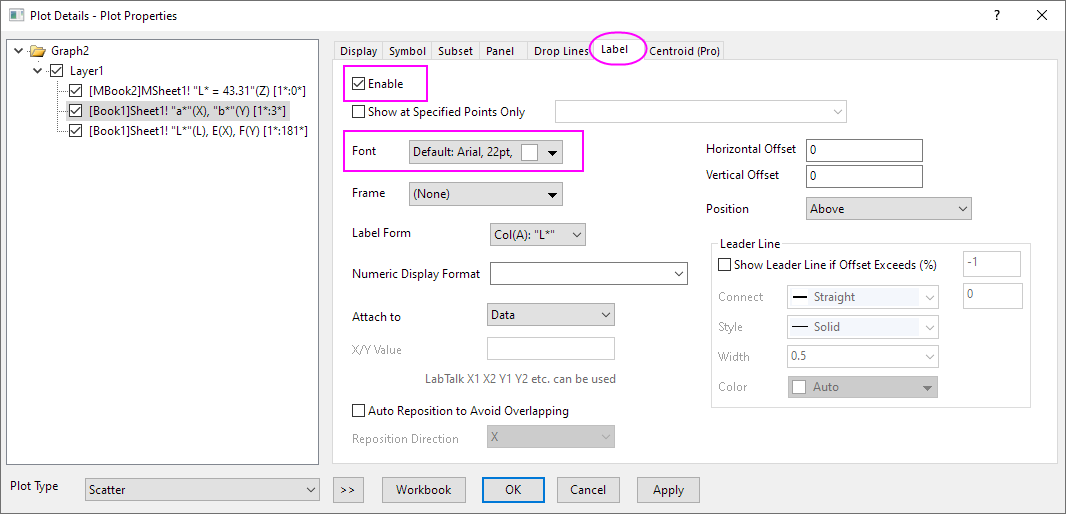 Plot Details - Plot Properties
?
Graph2
Layer1
[MBook2]MSheet1! "L* = 43.31"(Z) [1*:0*]
[Book1]Sheet1! "a*"(X), "b*"(Y) [1*:3*]
[Book1]Sheet1! "L*"(L), E(X), F(Y) [1*:181*]
Display Symbol Subset Panel Drop Lines Label Centroid (Pro)
Enable
Show at Specified Points Only
Font Default: Arial, 22pt,
Frame (None)
Label Form Col(A): "L*"
Numeric Display Format
Attach to Data
X/Y Value
LabTalk X1 X2 Y1 Y2 etc. can be used
Auto Reposition to Avoid Overlapping
Reposition Direction X
Horizontal Offset 0
Vertical Offset 0
Position Above
Leader Line
Show Leader Line if Offset Exceeds (%) -1
Connect Straight 0
Style Solid
Width 0.5
Color Auto
Plot Type Scatter
>> Workbook OK Cancel Apply